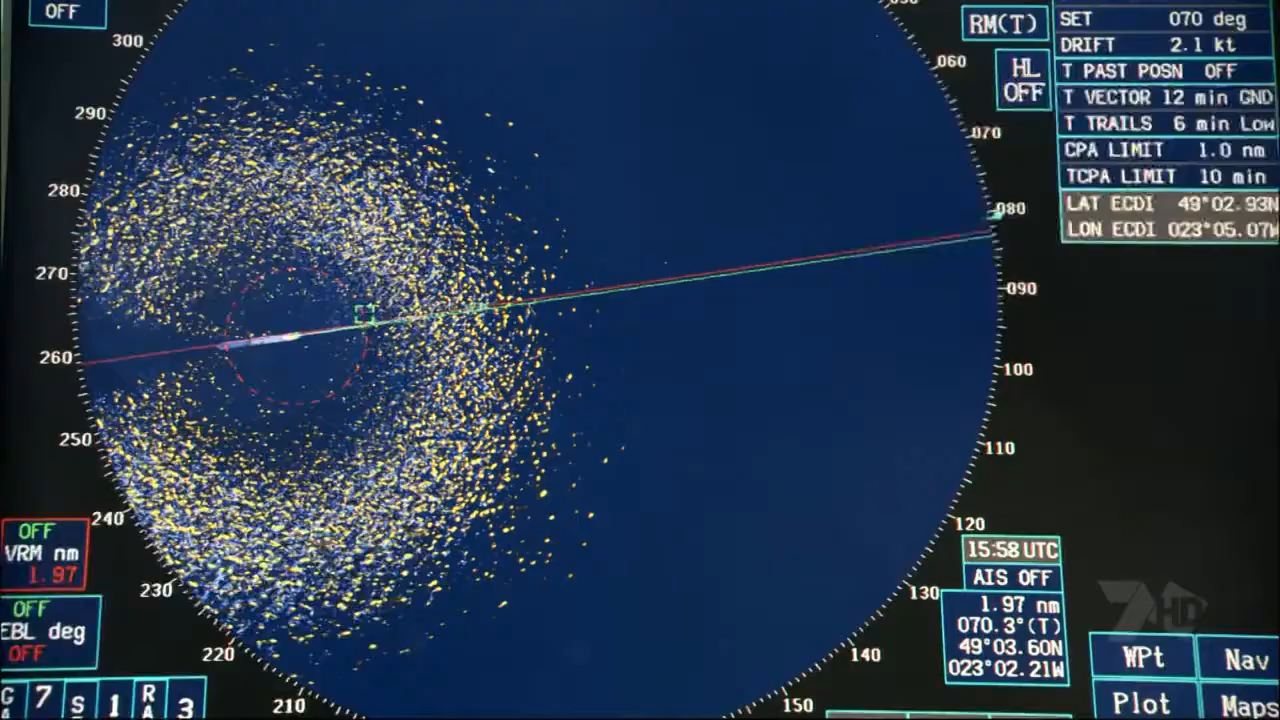 OFF
300
290
280
270
260
250
240
230
220
210
060
070
080
090
100
110
120
130
140
150
RM(T)
HL
OFF
SET 070 deg
DRIFT 2.1 kt
T PAST POSN OFF
T VECTOR 12 min GND
T TRAILS 6 min Low
CPA LIMIT 1.0 nm
TCPA LIMIT 10 min
LAT ECDI 49°02.93N
LON ECDI 023°05.07W
OFF
VRM nm
1.97
OFF
EBL deg
OFF
7
S 1
RA 3
15:58 UTC
AIS OFF
1.97 nm
070.3°(T)
49°03.60N
023°02.21W
7HD
WPt
Nav
Plot
Maps